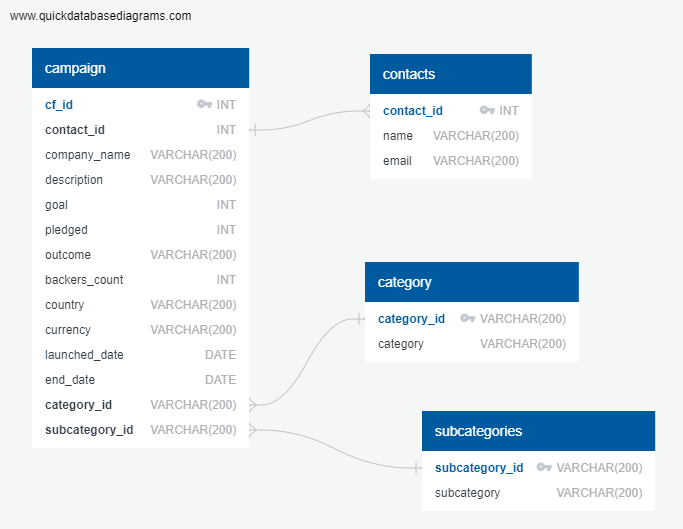 www.quickdatabasediagrams.com
campaign
cf_id INT
contact_id INT
company_name VARCHAR(200)
description VARCHAR(200)
goal INT
pledged INT
outcome VARCHAR(200)
backers_count INT
country VARCHAR(200)
currency VARCHAR(200)
launched_date DATE
end_date DATE
category_id VARCHAR(200)
subcategory_id VARCHAR(200)
contacts
contact_id INT
name VARCHAR(200)
email VARCHAR(200)
category
category_id VARCHAR(200)
category VARCHAR(200)
subcategories
subcategory_id VARCHAR(200)
subcategory VARCHAR(200)